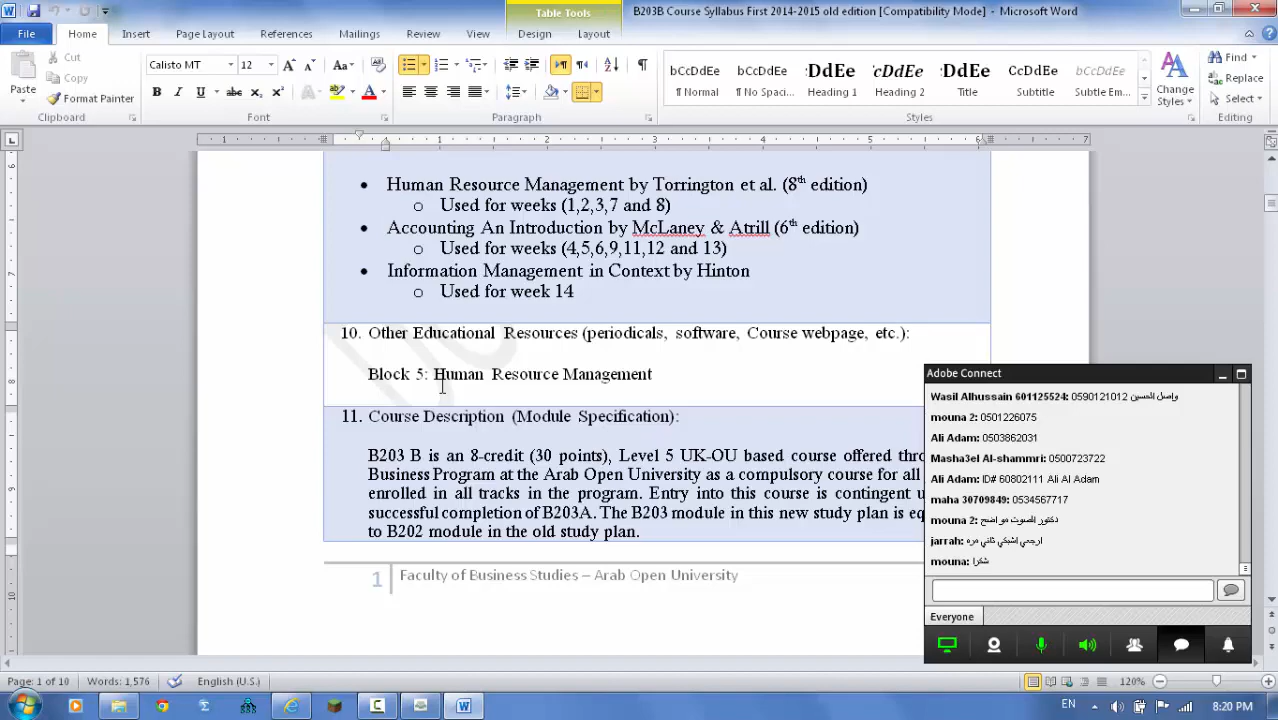 B203B Course Syllabus First 2014-2015 old edition [Compatibility Mode] - Microsoft Word
Table Tools
File Home Insert Page Layout References Mailings Review View Design Layout
Cut
Copy
Format Painter
Paste
Clipboard
Calisto MT 12
Font
Paragraph
bCcDdEe bCcDdEe DdEe cDdEe DdEe CcDdEe bCcDdEe
¶ Normal ¶ No Spaci... Heading 1 Heading 2 Title Subtitle Subtle Em...
Change Styles
Styles
Find
Replace
Select
Editing
• Human Resource Management by Torrington et al. (8th edition)
o Used for weeks (1,2,3,7 and 8)
• Accounting An Introduction by McLaney & Atrill (6th edition)
o Used for weeks (4,5,6,9,11,12 and 13)
• Information Management in Context by Hinton
o Used for week 14
10. Other Educational Resources (periodicals, software, Course webpage, etc.):
Block 5: Human Resource Management
11. Course Description (Module Specification):
B203 B is an 8-credit (30 points), Level 5 UK-OU based course offered thro
Business Program at the Arab Open University as a compulsory course for all
enrolled in all tracks in the program. Entry into this course is contingent u
successful completion of B203A. The B203 module in this new study plan is eq
to B202 module in the old study plan.
1 Faculty of Business Studies – Arab Open University
Adobe Connect
Wasil Alhussain 601125524: 0590121012 واصل الحسين
mouna 2: 0501226075
Ali Adam: 0503862031
Masha3el Al-shammri: 0500723722
Ali Adam: ID# 60802111 Ali Al Adam
maha 30709849: 0534567717
mouna 2: دكتور الصوت مو واضح
jarrah: ارجعي اشبكي ثاني مره
mouna: شكرا
Everyone
Page: 1 of 10 Words: 1,576 English (U.S.) 120%
EN 8:20 PM